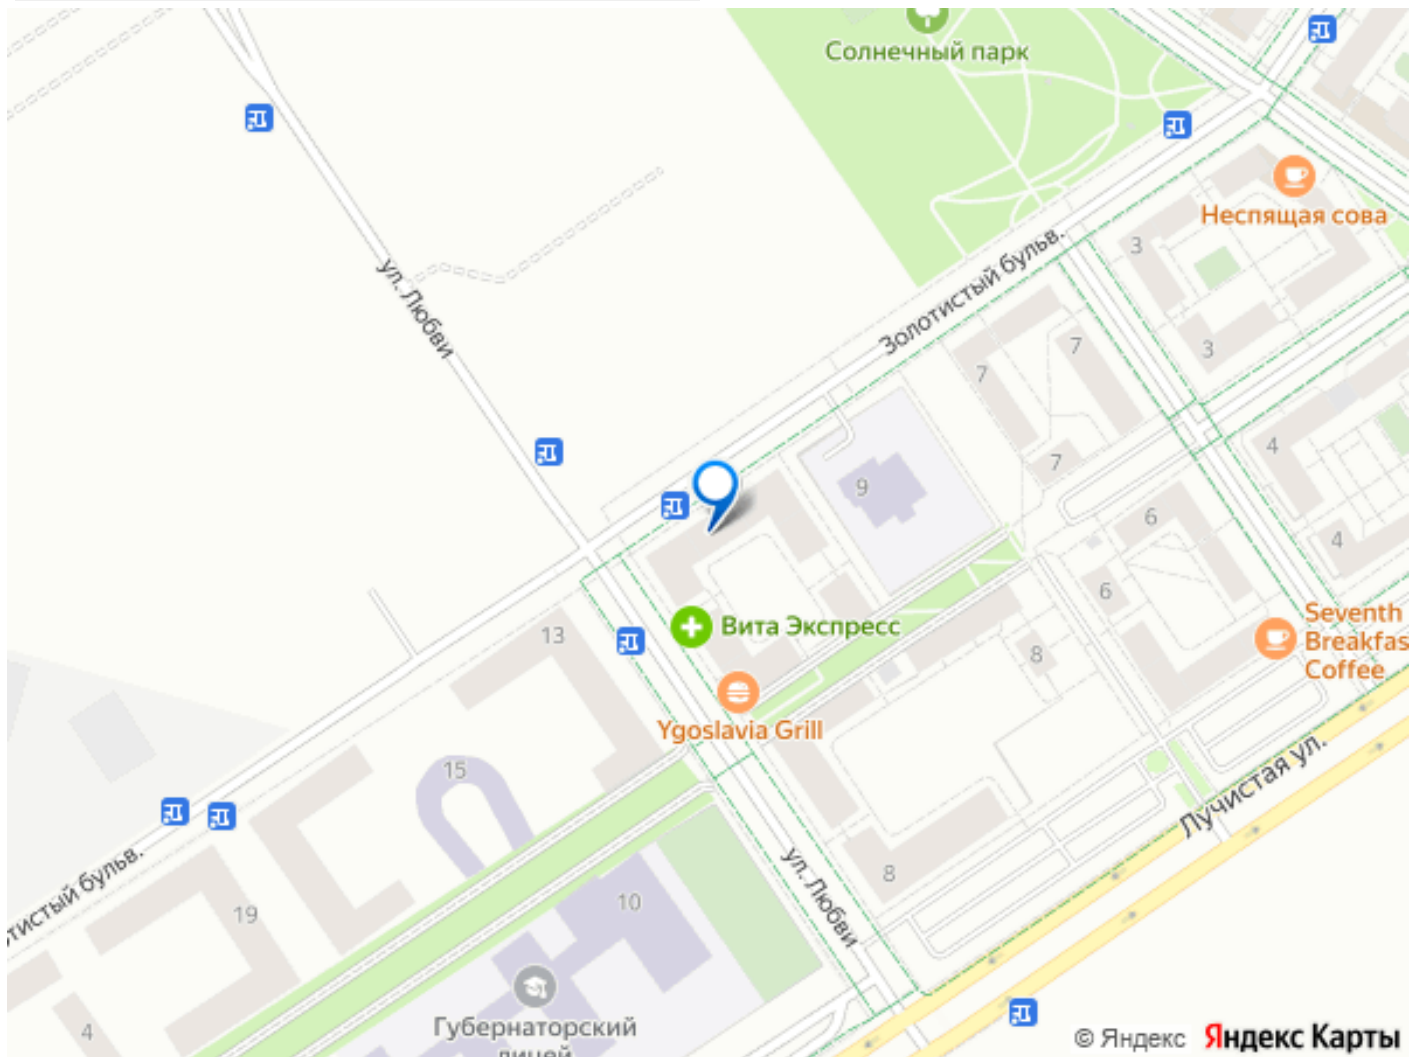 Солнечный парк
Неспящая сова
ул. Любви
Золотистый бульв.
3
3
7
7
7
9
4
4
6
6
8
Seventh
Breakfas
Coffee
Вита Экспресс
Ygoslavia Grill
13
15
Лучистая ул.
ул. Любви
8
10
19
тистый бульв.
4
Губернаторский
лицей
© Яндекс Яндекс Карты